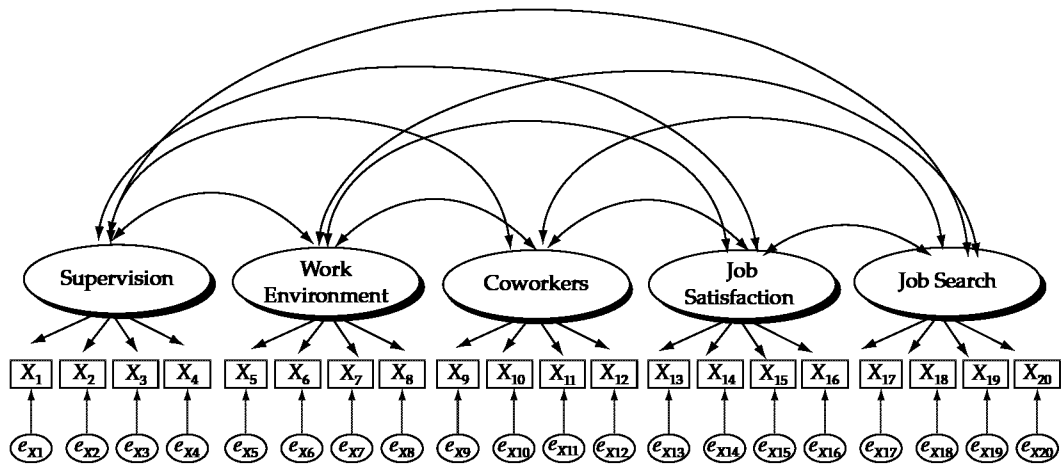 Supervision
Work
Environment
Coworkers
Job
Satisfaction
Job Search
X1 X2 X3 X4 X5 X6 X7 X8 X9 X10 X11 X12 X13 X14 X15 X16 X17 X18 X19 X20
eX1 eX2 eX3 eX4 eX5 eX6 eX7 eX8 eX9 eX10 eX11 eX12 eX13 eX14 eX15 eX16 eX17 eX18 eX19 eX20